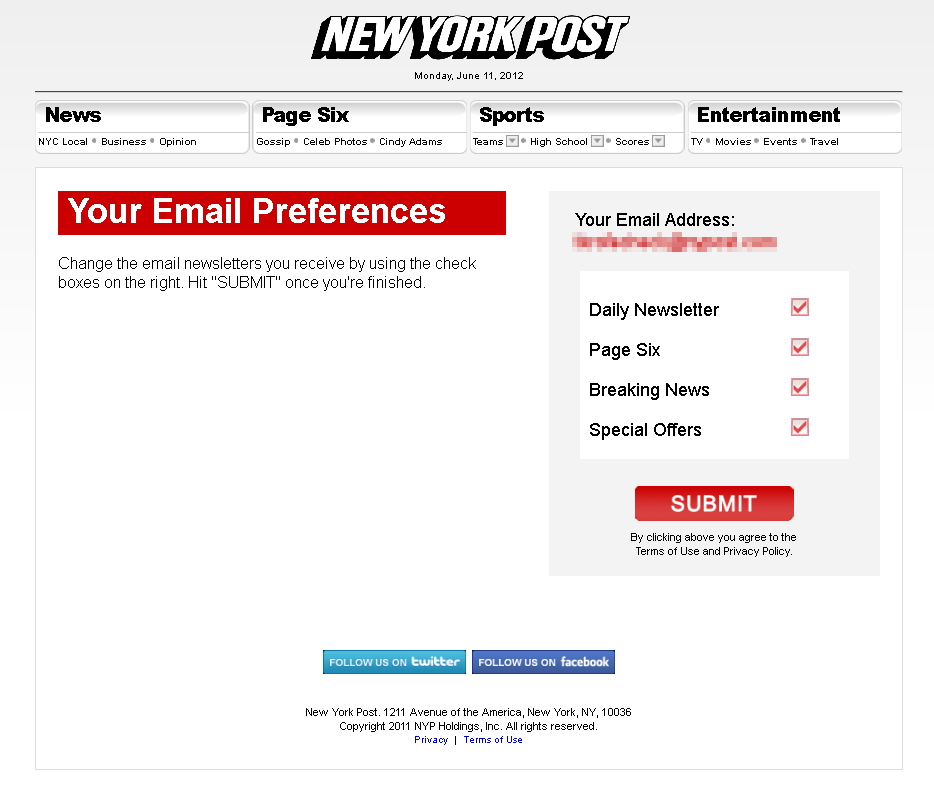 NEW YORK POST
Monday, June 11, 2012
News
NYC Local • Business • Opinion
Page Six
Gossip • Celeb Photos • Cindy Adams
Sports
Teams • High School • Scores
Entertainment
TV • Movies • Events • Travel
Your Email Preferences
Change the email newsletters you receive by using the check
boxes on the right. Hit "SUBMIT" once you're finished.
Your Email Address:
Daily Newsletter
Page Six
Breaking News
Special Offers
SUBMIT
By clicking above you agree to the
Terms of Use and Privacy Policy.
FOLLOW US ON twitter
FOLLOW US ON facebook
New York Post. 1211 Avenue of the America, New York, NY, 10036
Copyright 2011 NYP Holdings, Inc. All rights reserved.
Privacy | Terms of Use